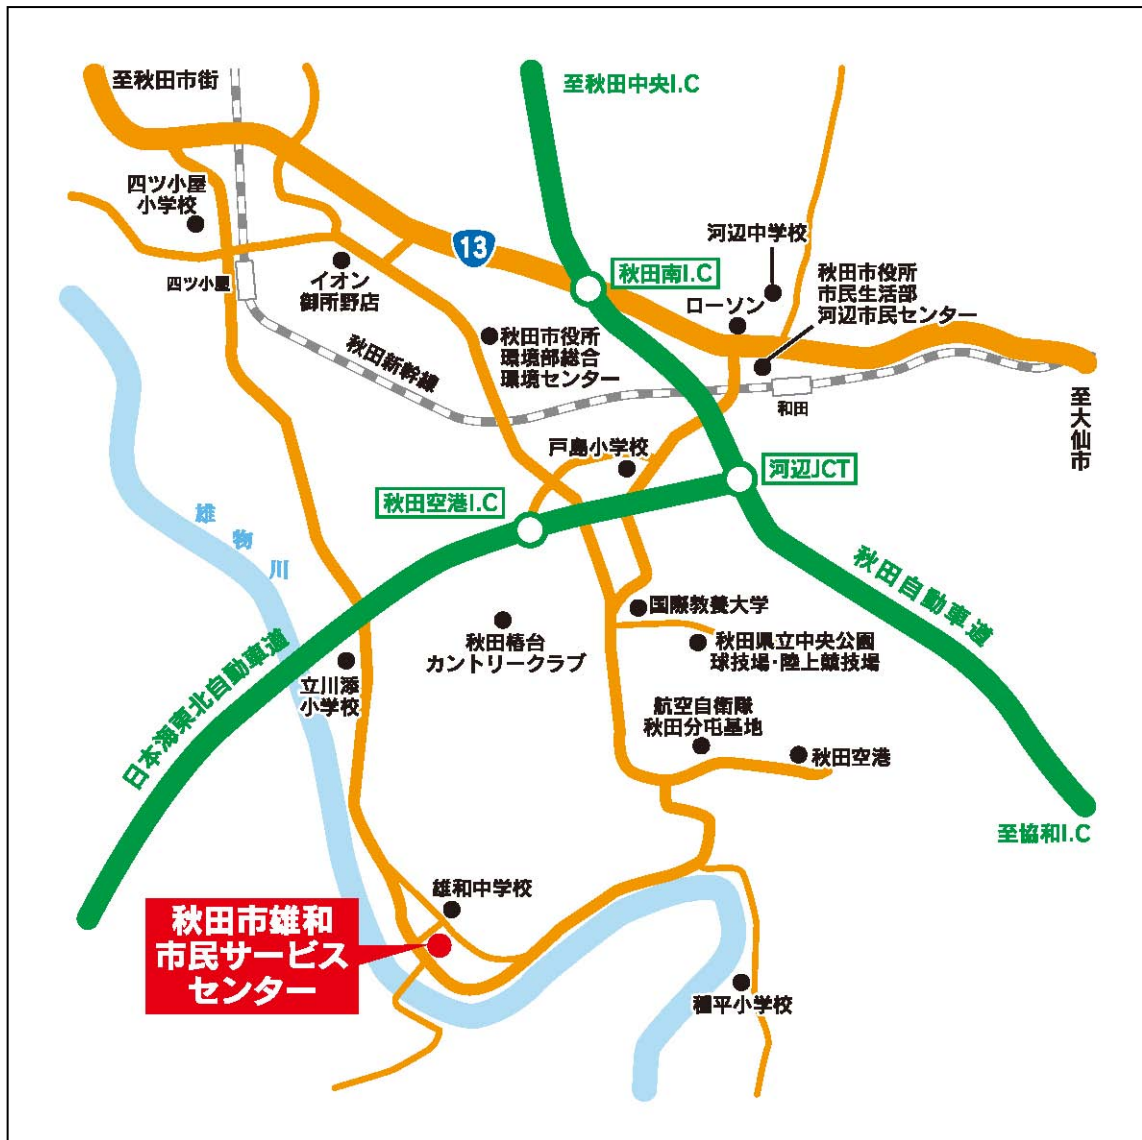 至秋田市街
至秋田中央I.C
四ツ小屋
小学校
13
河辺中学校
秋田南I.C
秋田市役所
市民生活部
河辺市民センター
四ツ小屋
イオン
御所野店
ローソン
秋田新幹線
秋田市役所
環境部総合
環境センター
和田
至大仙市
戸島小学校
河辺JCT
秋田空港I.C
雄物川
秋田自動車道
国際教養大学
秋田椿台
カントリークラブ
秋田県立中央公園
球技場・陸上競技場
日本海東北自動車道
立川添
小学校
航空自衛隊
秋田分屯基地
秋田空港
至協和I.C
雄和中学校
秋田市雄和
市民サービス
センター
種平小学校